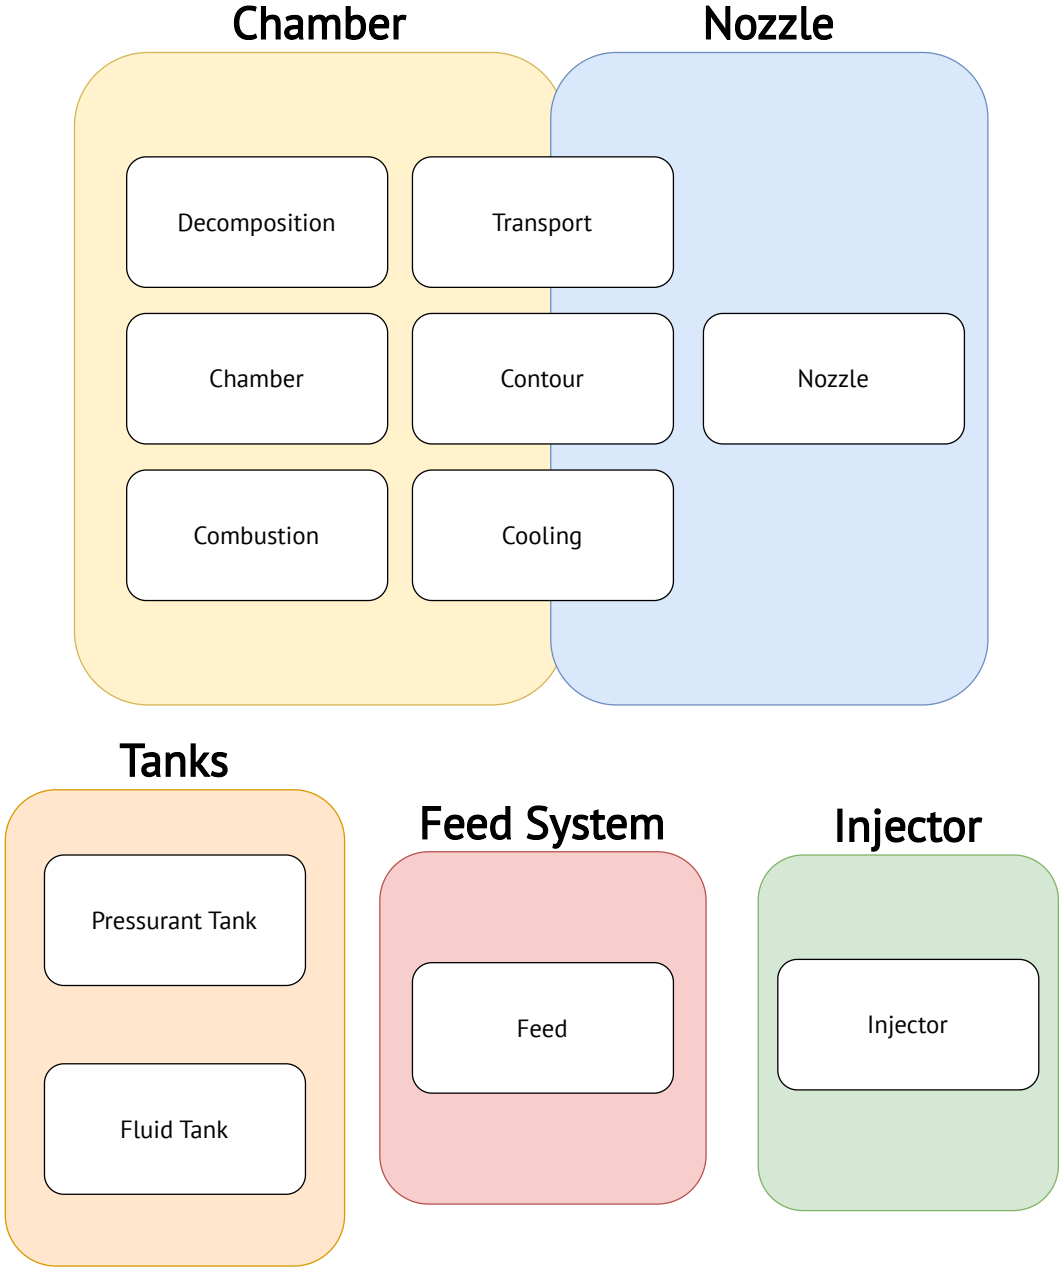 Chamber
Nozzle
Decomposition
Transport
Chamber
Contour
Nozzle
Combustion
Cooling
Tanks
Feed System
Injector
Pressurant Tank
Feed
Injector
Fluid Tank